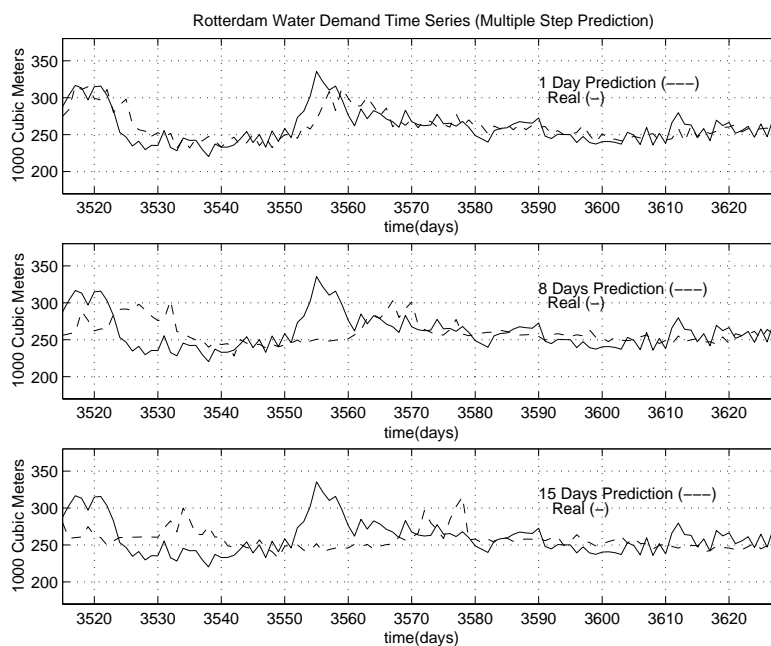 Rotterdam Water Demand Time Series (Multiple Step Prediction)
1000 Cubic Meters
350
300
250
200
1 Day Prediction (−−−)
Real (−)
3520 3530 3540 3550 3560 3570 3580 3590 3600 3610 3620
time(days)
1000 Cubic Meters
350
300
250
200
8 Days Prediction (−−−)
Real (−)
3520 3530 3540 3550 3560 3570 3580 3590 3600 3610 3620
time(days)
1000 Cubic Meters
350
300
250
200
15 Days Prediction (−−−)
Real (−)
3520 3530 3540 3550 3560 3570 3580 3590 3600 3610 3620
time(days)